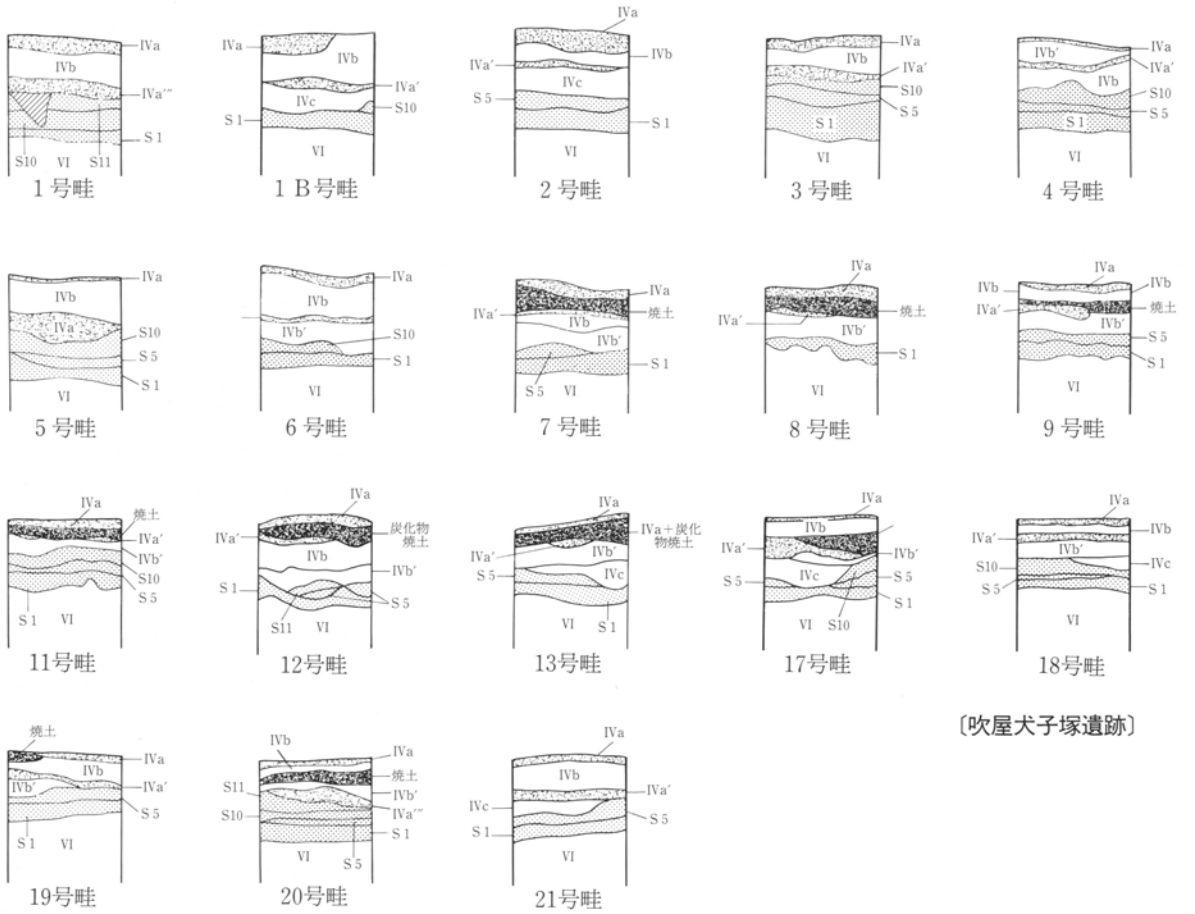 IVa
IVb
IVa'''
S1
S10 VI S11
1号畦
IVa
IVb
IVa'
IVc
S10
S1
VI
1B号畦
IVa
IVb
IVa'
IVc
S5
S1
VI
2号畦
IVa
IVb
IVa'
S10
S5
S1
VI
3号畦
IVb'
IVa
IVa'
IVb
S10
S5
S1
VI
4号畦
IVa
IVb
IVa'
S10
S5
S1
VI
5号畦
IVa
IVb
IVb'
S10
S1
VI
6号畦
IVa
焼土
IVa'
IVb
IVb'
S1
S5
VI
7号畦
IVa
焼土
IVa'
IVb'
S1
VI
8号畦
IVa
IVb
IVb
焼土
IVa'
IVb'
S5
S1
VI
9号畦
IVa
焼土
IVa'
IVb'
S10
S5
S1
VI
11号畦
IVa
IVa'
炭化物
焼土
IVb
IVb'
S1
S5
S11
VI
12号畦
IVa
IVa+炭化
物焼土
IVa'
IVb'
S5
IVc
VI
S1
13号畦
IVa
IVb
IVa'
IVb'
S5
IVc
S5
S1
VI
S10
17号畦
IVa
IVb
IVa'
IVb'
S10
IVc
S5
S1
VI
18号畦
焼土
IVa
IVb
IVb'
IVa'
S5
S1
VI
19号畦
IVb
IVa
焼土
S11
IVb'
S10
IVa'''
S1
VI
S5
20号畦
IVa
IVb
IVa'
IVc
S5
S1
VI
21号畦
〔吹屋犬子塚遺跡〕